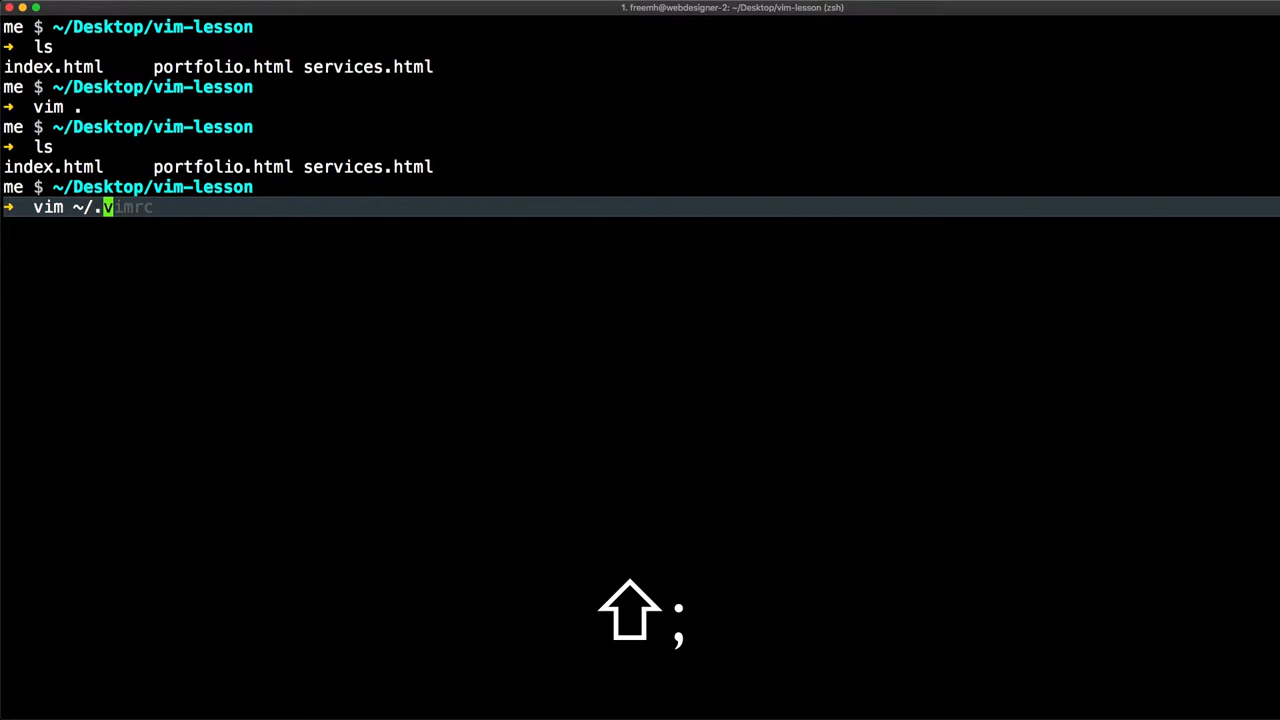 1. freemh@webdesigner-2: ~/Desktop/vim-lesson (zsh)
me $ ~/Desktop/vim-lesson
➜ ls
index.html portfolio.html services.html
me $ ~/Desktop/vim-lesson
➜ vim .
me $ ~/Desktop/vim-lesson
➜ ls
index.html portfolio.html services.html
me $ ~/Desktop/vim-lesson
➜ vim ~/.vimrc
⇧;